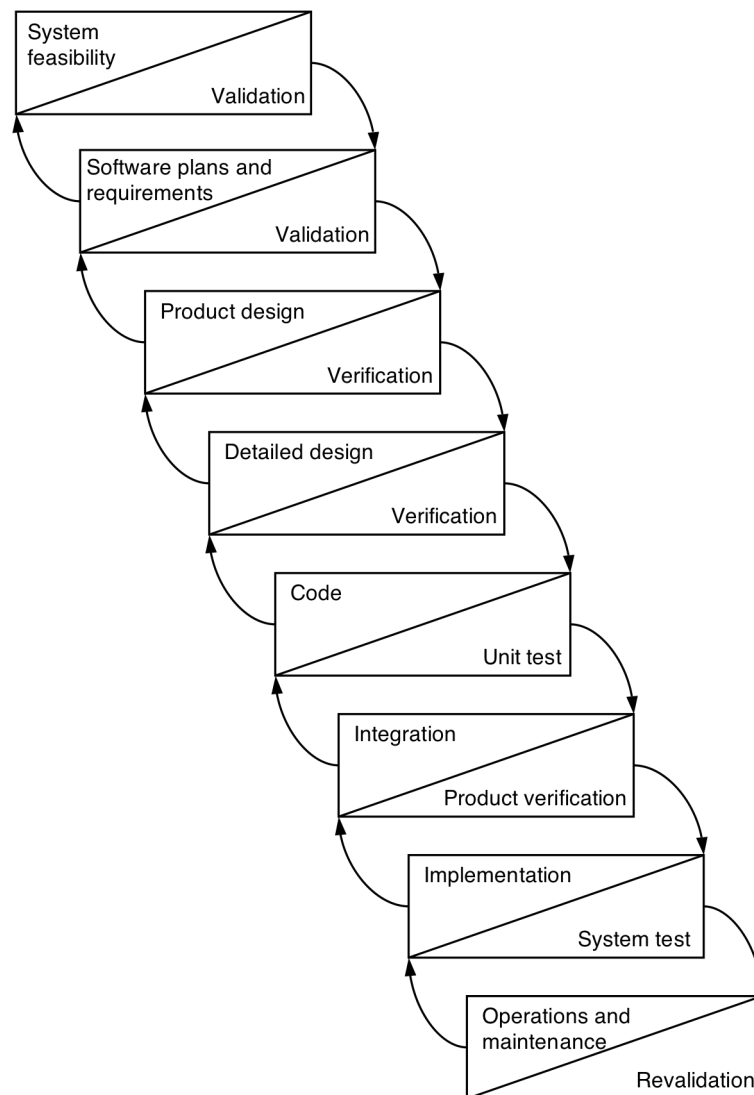 System
feasibility
Validation
Software plans and
requirements
Validation
Product design
Verification
Detailed design
Verification
Code
Unit test
Integration
Product verification
Implementation
System test
Operations and
maintenance
Revalidation